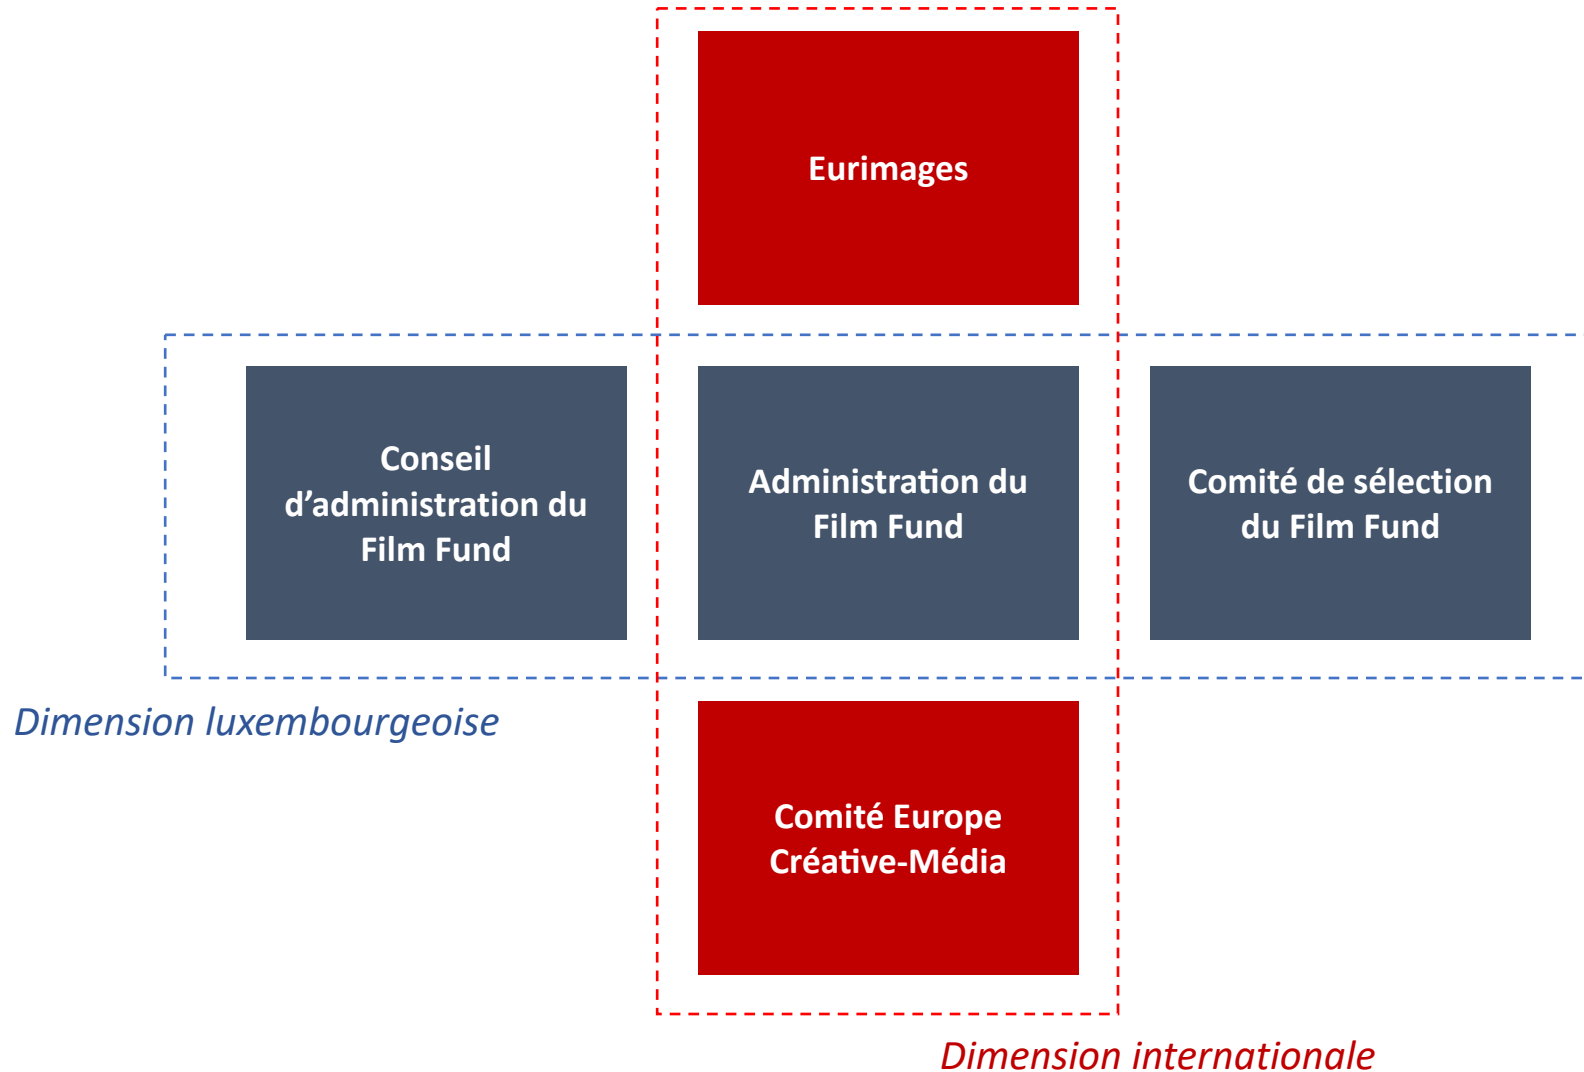 Eurimages
Conseil
d’administration du
Film Fund
Administration du
Film Fund
Comité de sélection
du Film Fund
Dimension luxembourgeoise
Comité Europe
Créative-Média
Dimension internationale